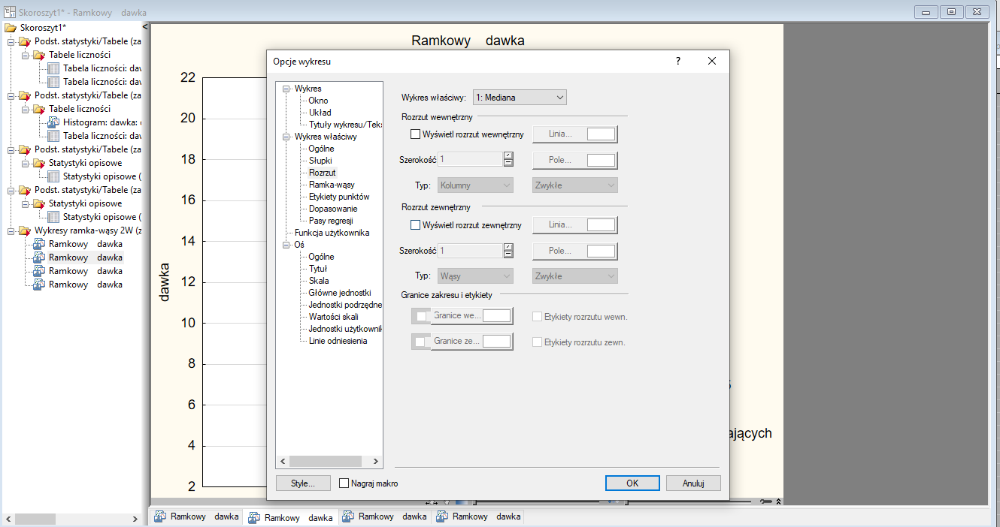 Skoroszyt1* - Ramkowy dawka
Skoroszyt1*
Podst. statystyki/Tabele (za
Tabele liczności
Tabela liczności: daw
Tabela liczności: daw
Podst. statystyki/Tabele (za
Tabele liczności
Histogram: dawka:
Tabela liczności: daw
Podst. statystyki/Tabele (za
Statystyki opisowe
Statystyki opisowe (
Podst. statystyki/Tabele (za
Statystyki opisowe
Statystyki opisowe (
Wykresy ramka-wąsy 2W (z
Ramkowy dawka
Ramkowy dawka
Ramkowy dawka
Ramkowy dawka
Ramkowy dawka
22
20
18
16
14
12
10
8
6
4
2
dawka
ających
Opcje wykresu
?
Wykres
Okno
Układ
Tytuły wykresu/Teks
Wykres właściwy
Ogólne
Słupki
Rozrzut
Ramka-wąsy
Etykiety punktów
Dopasowanie
Pasy regresji
Funkcja użytkownika
Oś
Ogólne
Tytuł
Skala
Główne jednostki
Jednostki podrzędne
Wartości skali
Jednostki użytkownik
Linie odniesienia
Wykres właściwy: 1: Mediana
Rozrzut wewnętrzny
Wyświetl rozrzut wewnętrzny Linia...
Szerokość 1 Pole...
Typ: Kolumny Zwykłe
Rozrzut zewnętrzny
Wyświetl rozrzut zewnętrzny Linia...
Szerokość 1 Pole...
Typ: Wąsy Zwykłe
Granice zakresu i etykiety
Granice we... Etykiety rozrzutu wewn.
Granice ze... Etykiety rozrzutu zewn.
Style... Nagraj makro OK Anuluj
Ramkowy dawka Ramkowy dawka Ramkowy dawka Ramkowy dawka